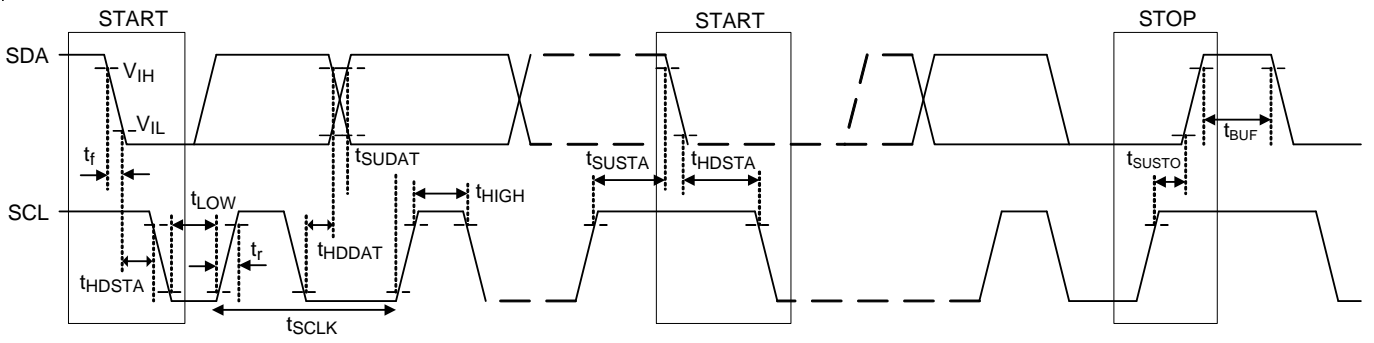 START
START
STOP
SDA
VIH
VIL
tf
tSUDAT
tSUSTA
tHDSTA
tBUF
tSUSTO
tLOW
tHIGH
SCL
tr
tHDDAT
tHDSTA
tSCLK